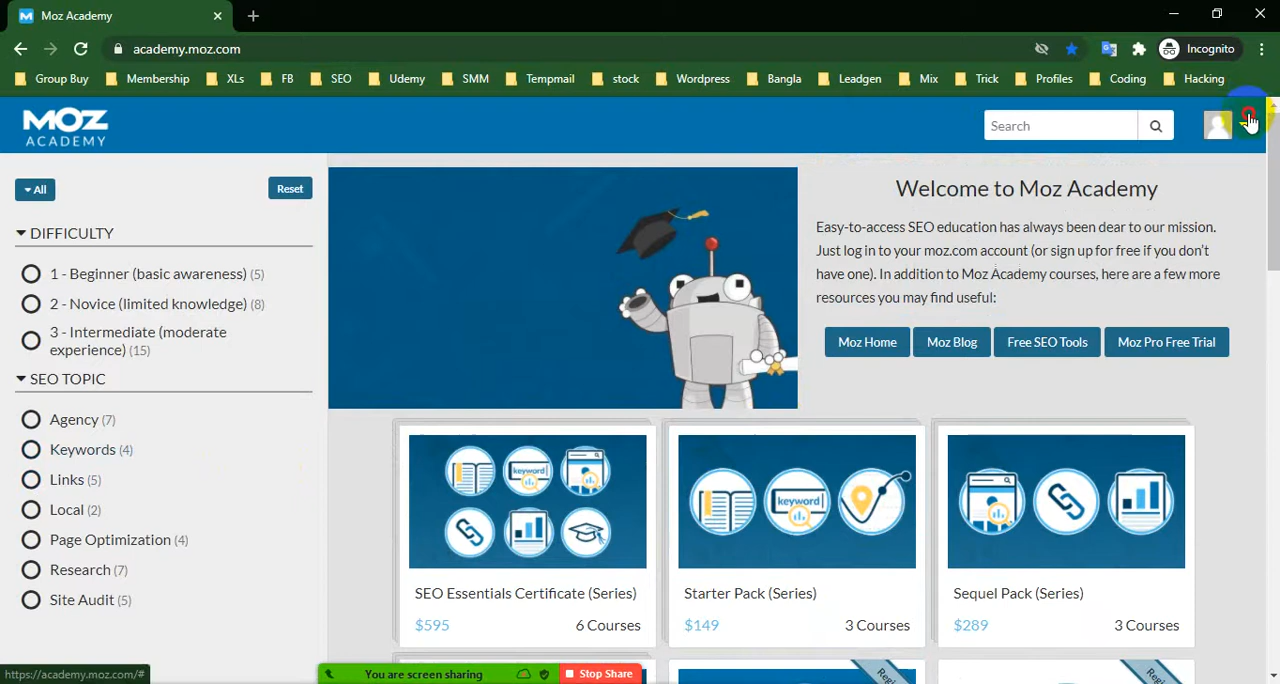 Moz Academy
academy.moz.com
Incognito
Group Buy
Membership
XLs
FB
SEO
Udemy
SMM
Tempmail
stock
Wordpress
Bangla
Leadgen
Mix
Trick
Profiles
Coding
Hacking
MOZ
ACADEMY
Search
All
Reset
DIFFICULTY
1 - Beginner (basic awareness) (5)
2 - Novice (limited knowledge) (8)
3 - Intermediate (moderate
experience) (15)
SEO TOPIC
Agency (7)
Keywords (4)
Links (5)
Local (2)
Page Optimization (4)
Research (7)
Site Audit (5)
Welcome to Moz Academy
Easy-to-access SEO education has always been dear to our mission.
Just log in to your moz.com account (or sign up for free if you don't
have one). In addition to Moz Academy courses, here are a few more
resources you may find useful:
Moz Home
Moz Blog
Free SEO Tools
Moz Pro Free Trial
keyword
SEO Essentials Certificate (Series)
$595
6 Courses
keyword
Starter Pack (Series)
$149
3 Courses
Sequel Pack (Series)
$289
3 Courses
https://academy.moz.com/#
You are screen sharing
Stop Share